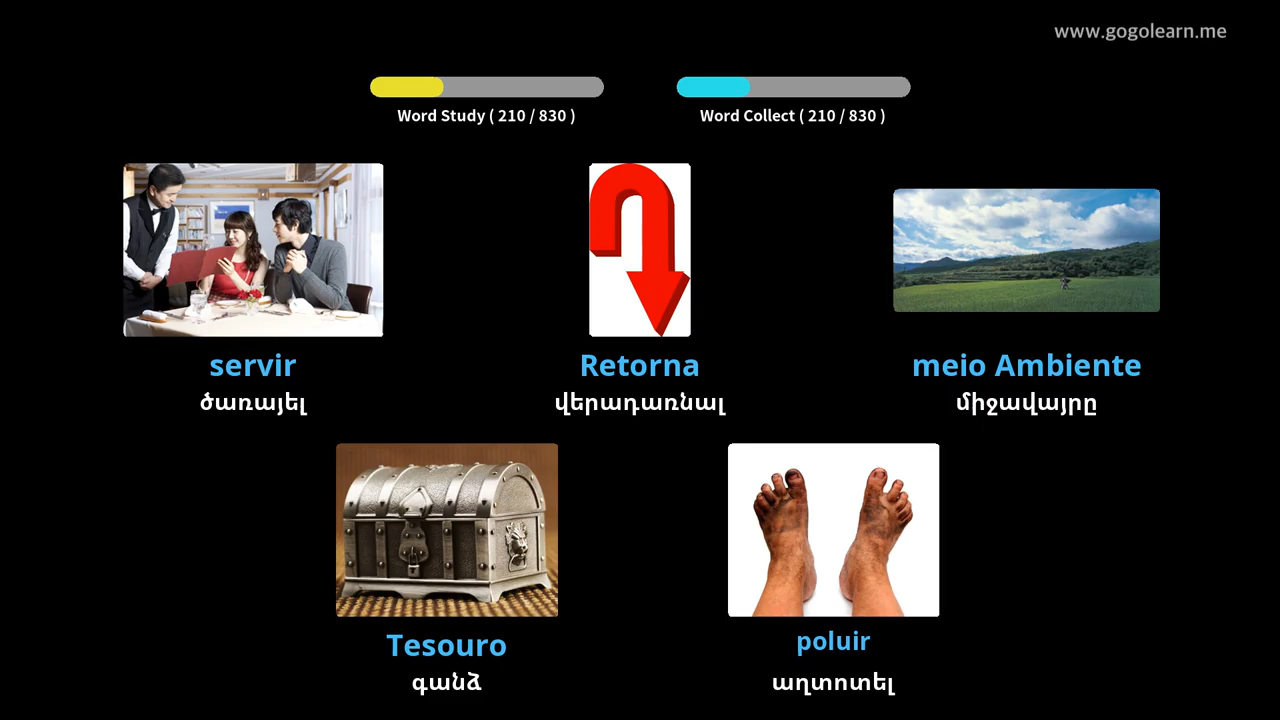 www.gogolearn.me
Word Study ( 210 / 830 )
Word Collect ( 210 / 830 )
servir
ծառայել
Retorna
վերադառնալ
meio Ambiente
միջավայրը
Tesouro
գանձ
poluir
աղտոտել